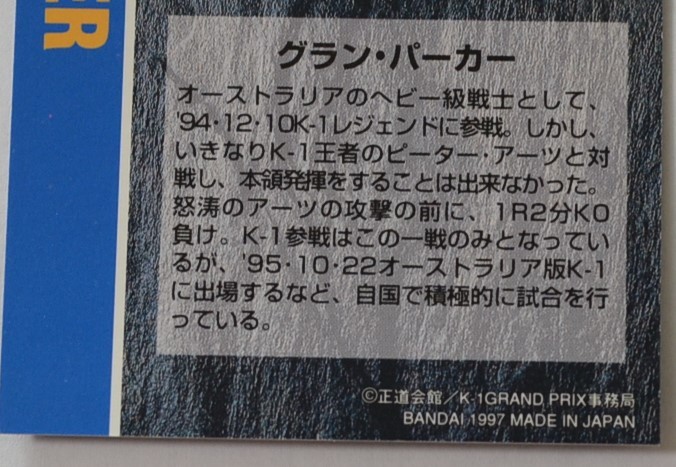 ER
グラン・パーカー
オーストラリアのヘビー級戦士として、
'94・12・10K-1レジェンドに参戦。しかし、
いきなりK-1王者のピーター・アーツと対
戦し、本領発揮をすることは出来なかった。
怒涛のアーツの攻撃の前に、1R2分KO
負け。K-1参戦はこの一戦のみとなってい
るが、'95・10・22オーストラリア版K-1
に出場するなど、自国で積極的に試合を行
っている。
©正道会館／K-1GRAND PRIX事務局
BANDAI 1997 MADE IN JAPAN